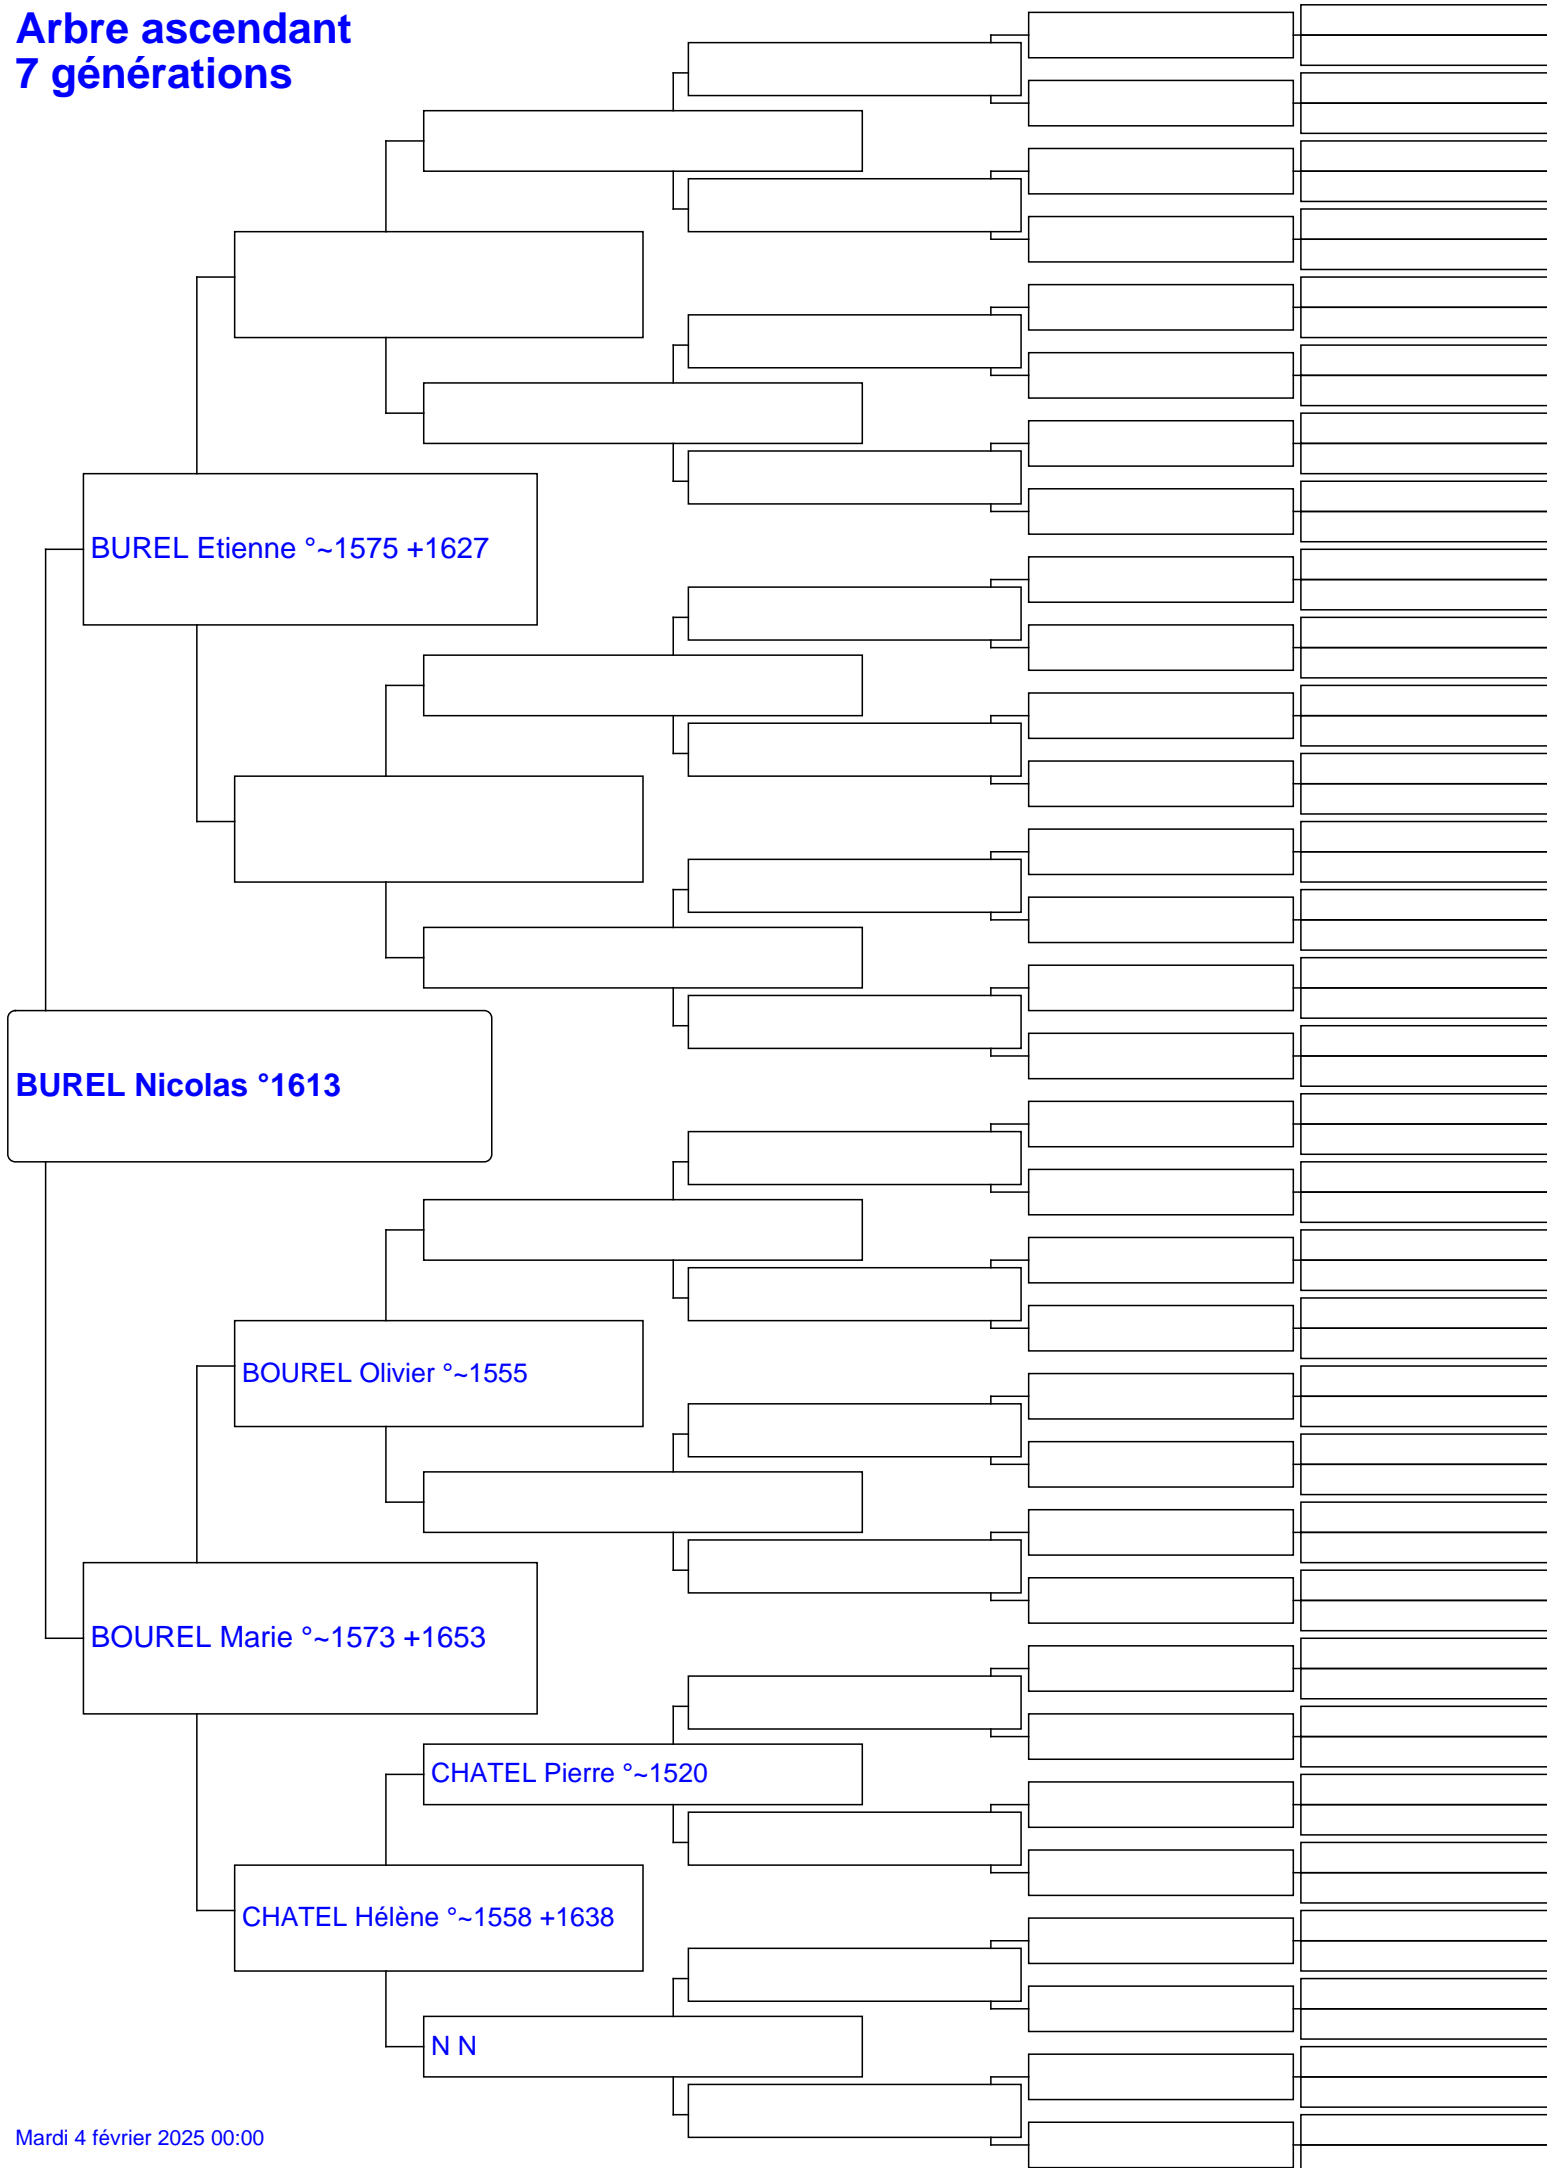 Arbre ascendant
7 générations
BUREL Etienne °~1575 +1627
BUREL Nicolas °1613
BOUREL Olivier °~1555
BOUREL Marie °~1573 +1653
CHATEL Pierre °~1520
CHATEL Hélène °~1558 +1638
N N
Mardi 4 février 2025 00:00